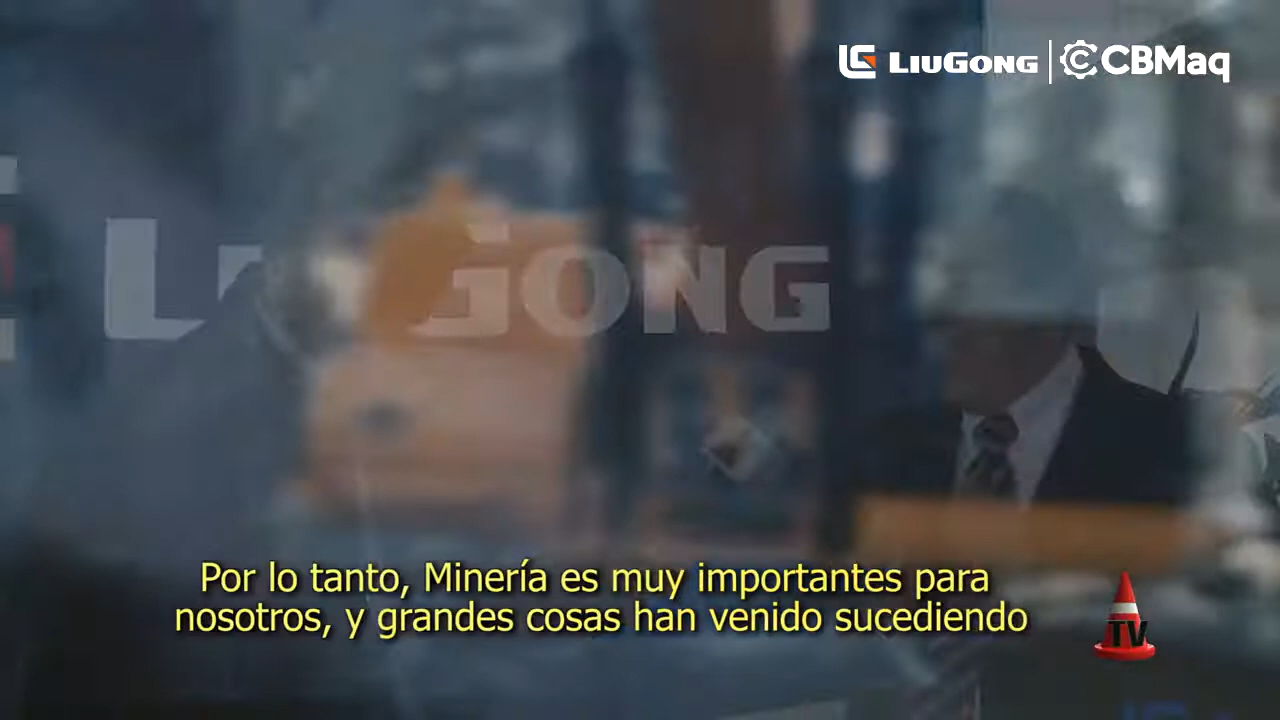 LIUGONG | CBMaq
LIUGONG
Por lo tanto, Minería es muy importantes para
nosotros, y grandes cosas han venido sucediendo
TV